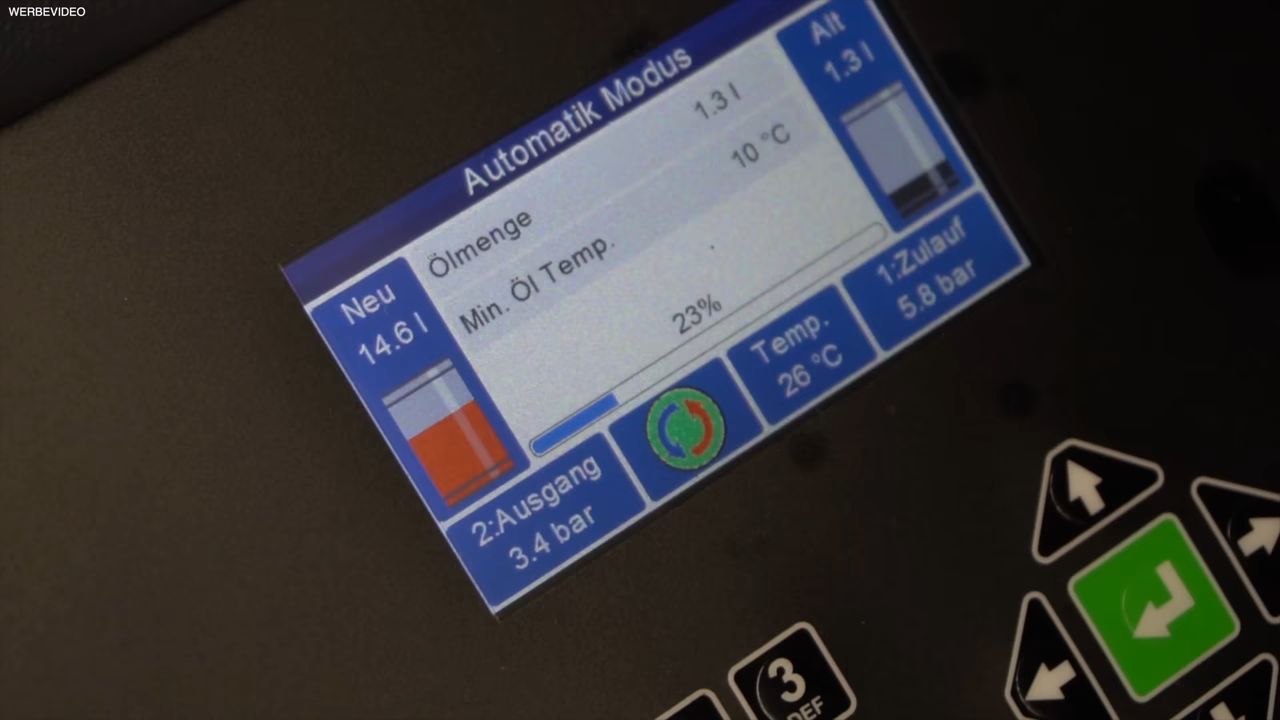 WERBEVIDEO
Automatik Modus
Neu
14.6 l
Ölmenge 1.3 l
Min. Öl Temp. 10 °C
23%
Alt
1.3 l
2:Ausgang
3.4 bar
Temp.
26 °C
1:Zulauf
5.8 bar
3
DEF